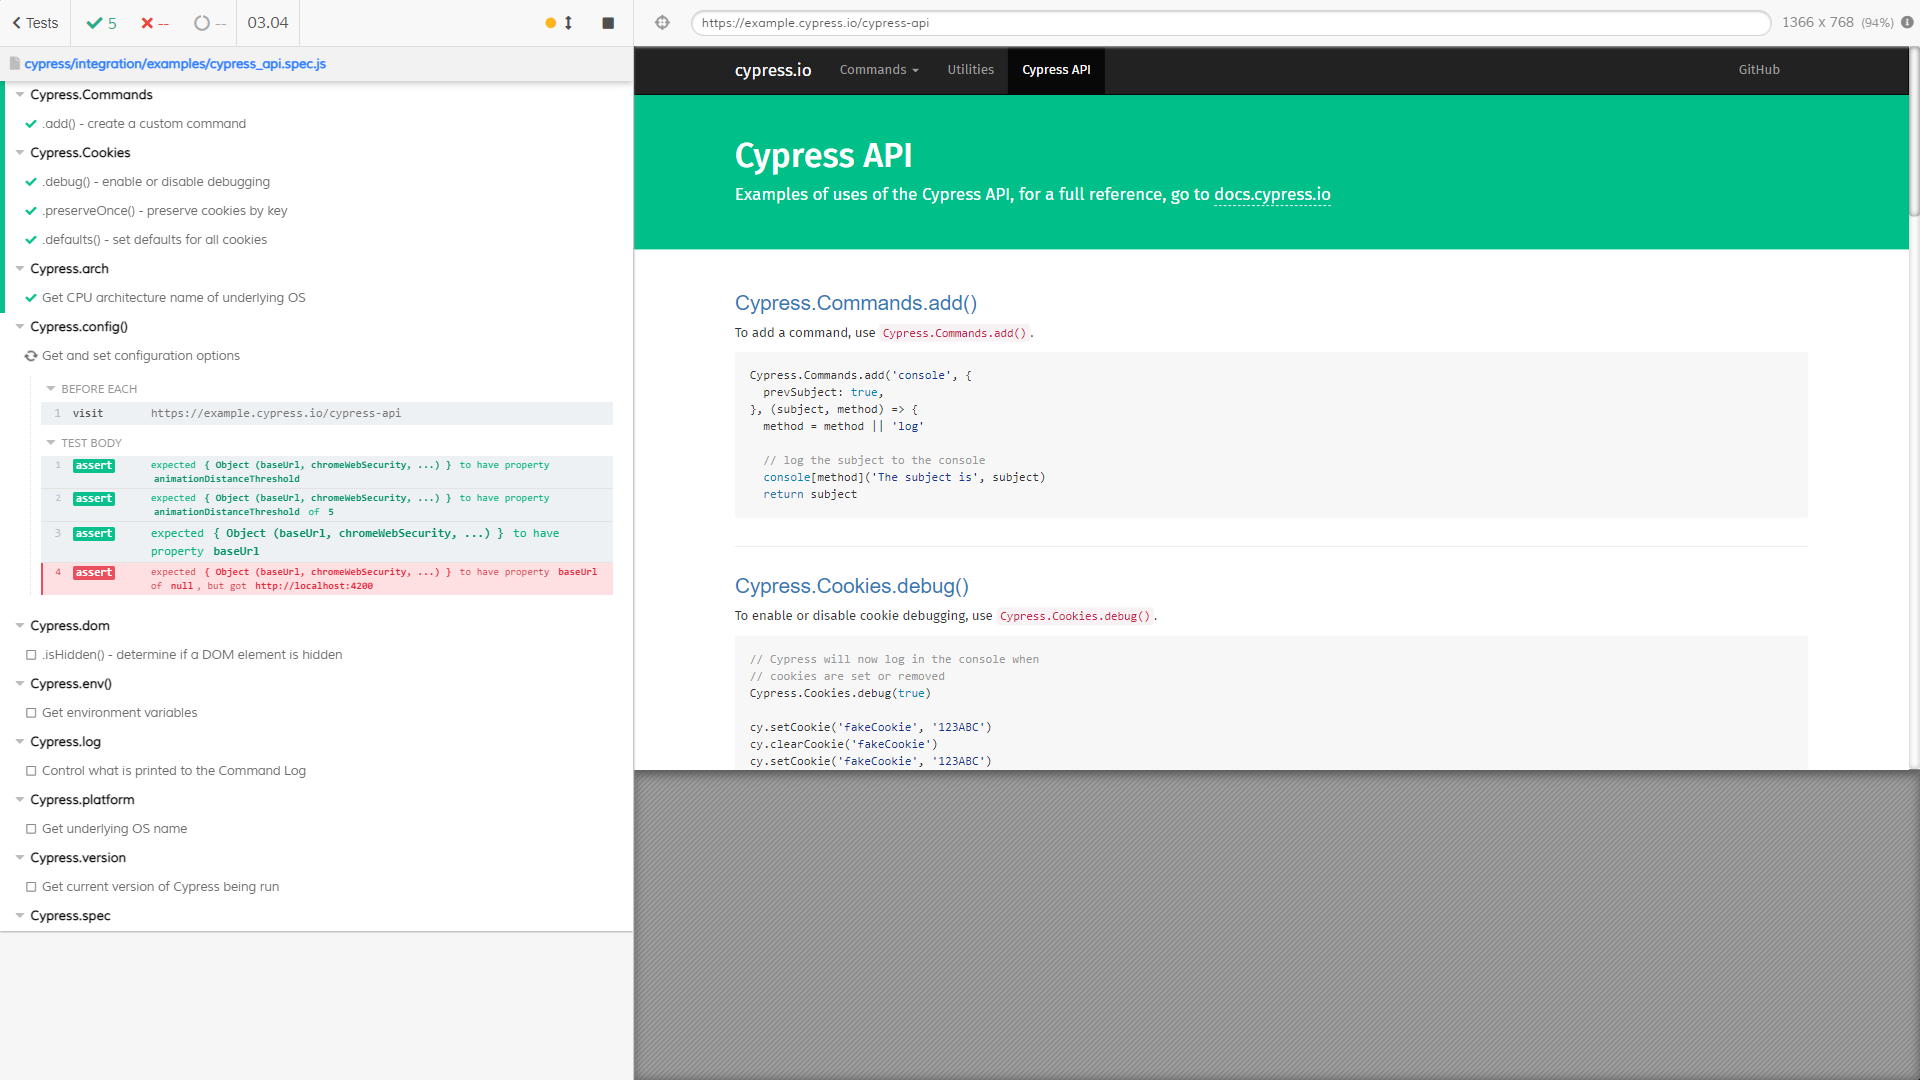 Tests
5
--
--
03.04
cypress/integration/examples/cypress_api.spec.js
Cypress.Commands
.add() - create a custom command
Cypress.Cookies
.debug() - enable or disable debugging
.preserveOnce() - preserve cookies by key
.defaults() - set defaults for all cookies
Cypress.arch
Get CPU architecture name of underlying OS
Cypress.config()
Get and set configuration options
BEFORE EACH
1 visit https://example.cypress.io/cypress-api
TEST BODY
1 assert expected { Object (baseUrl, chromeWebSecurity, ...) } to have property
animationDistanceThreshold
2 assert expected { Object (baseUrl, chromeWebSecurity, ...) } to have property
animationDistanceThreshold of 5
3 assert expected { Object (baseUrl, chromeWebSecurity, ...) } to have
property baseUrl
4 assert expected { Object (baseUrl, chromeWebSecurity, ...) } to have property baseUrl
of null, but got http://localhost:4200
Cypress.dom
.isHidden() - determine if a DOM element is hidden
Cypress.env()
Get environment variables
Cypress.log
Control what is printed to the Command Log
Cypress.platform
Get underlying OS name
Cypress.version
Get current version of Cypress being run
Cypress.spec
https://example.cypress.io/cypress-api
1366 x 768 (94%)
cypress.io
Commands
Utilities
Cypress API
GitHub
Cypress API
Examples of uses of the Cypress API, for a full reference, go to docs.cypress.io
Cypress.Commands.add()
To add a command, use Cypress.Commands.add().
Cypress.Commands.add('console', {
prevSubject: true,
}, (subject, method) => {
method = method || 'log'
// log the subject to the console
console[method]('The subject is', subject)
return subject
Cypress.Cookies.debug()
To enable or disable cookie debugging, use Cypress.Cookies.debug().
// Cypress will now log in the console when
// cookies are set or removed
Cypress.Cookies.debug(true)
cy.setCookie('fakeCookie', '123ABC')
cy.clearCookie('fakeCookie')
cy.setCookie('fakeCookie', '123ABC')